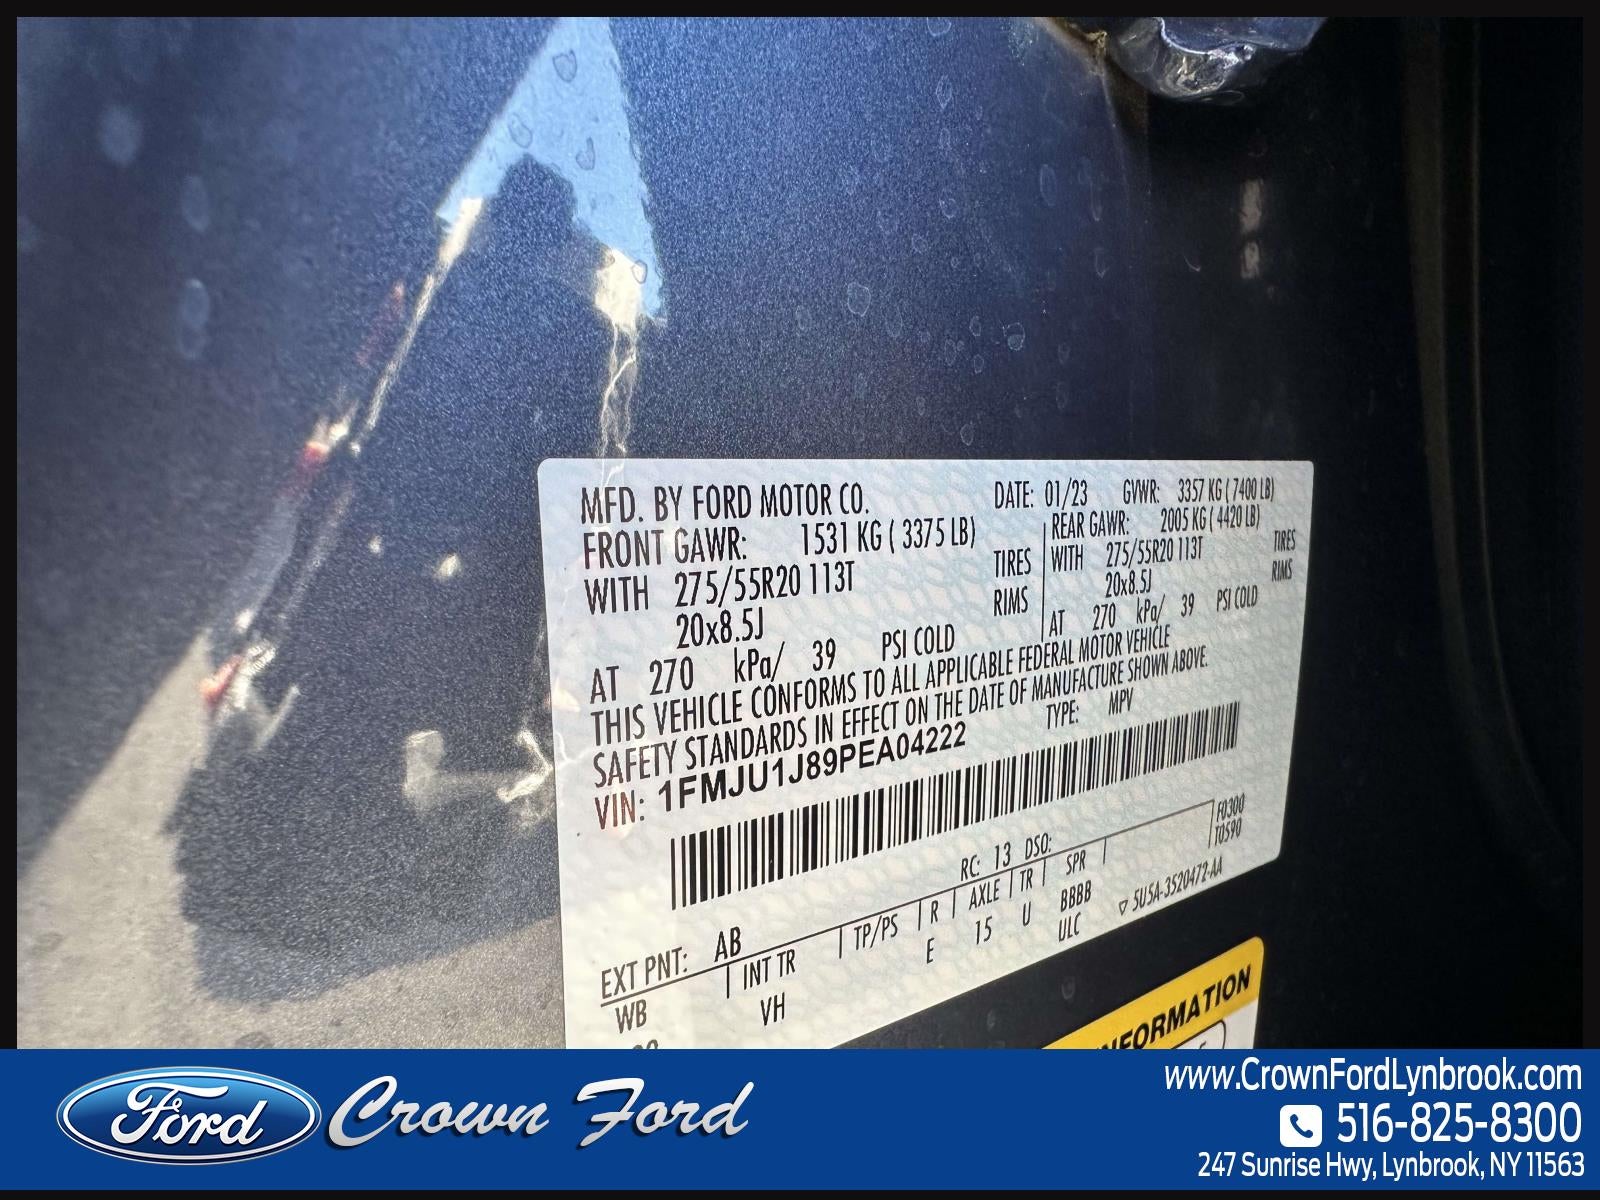 MFD. BY FORD MOTOR CO.
DATE: 01/23 GVWR: 3357 KG ( 7400 LB)
FRONT GAWR: 1531 KG ( 3375 LB)
REAR GAWR: 2005 KG ( 4420 LB)
WITH 275/55R20 113T TIRES
WITH 275/55R20 113T TIRES
20x8.5J RIMS
20x8.5J RIMS
AT 270 kPa/ 39 PSI COLD
AT 270 kPa/ 39 PSI COLD
THIS VEHICLE CONFORMS TO ALL APPLICABLE FEDERAL MOTOR VEHICLE
SAFETY STANDARDS IN EFFECT ON THE DATE OF MANUFACTURE SHOWN ABOVE.
VIN: 1FMJU1J89PEA04222
TYPE: MPV
F0300
T0590
EXT PNT: AB RC: 13 DSO:
WB INT TR TP/PS R AXLE TR SPR
VH E 15 U BBBB
ULC
▽ 5U5A-3520472-AA
INFORMATION
Ford
Crown Ford
www.CrownFordLynbrook.com
516-825-8300
247 Sunrise Hwy, Lynbrook, NY 11563